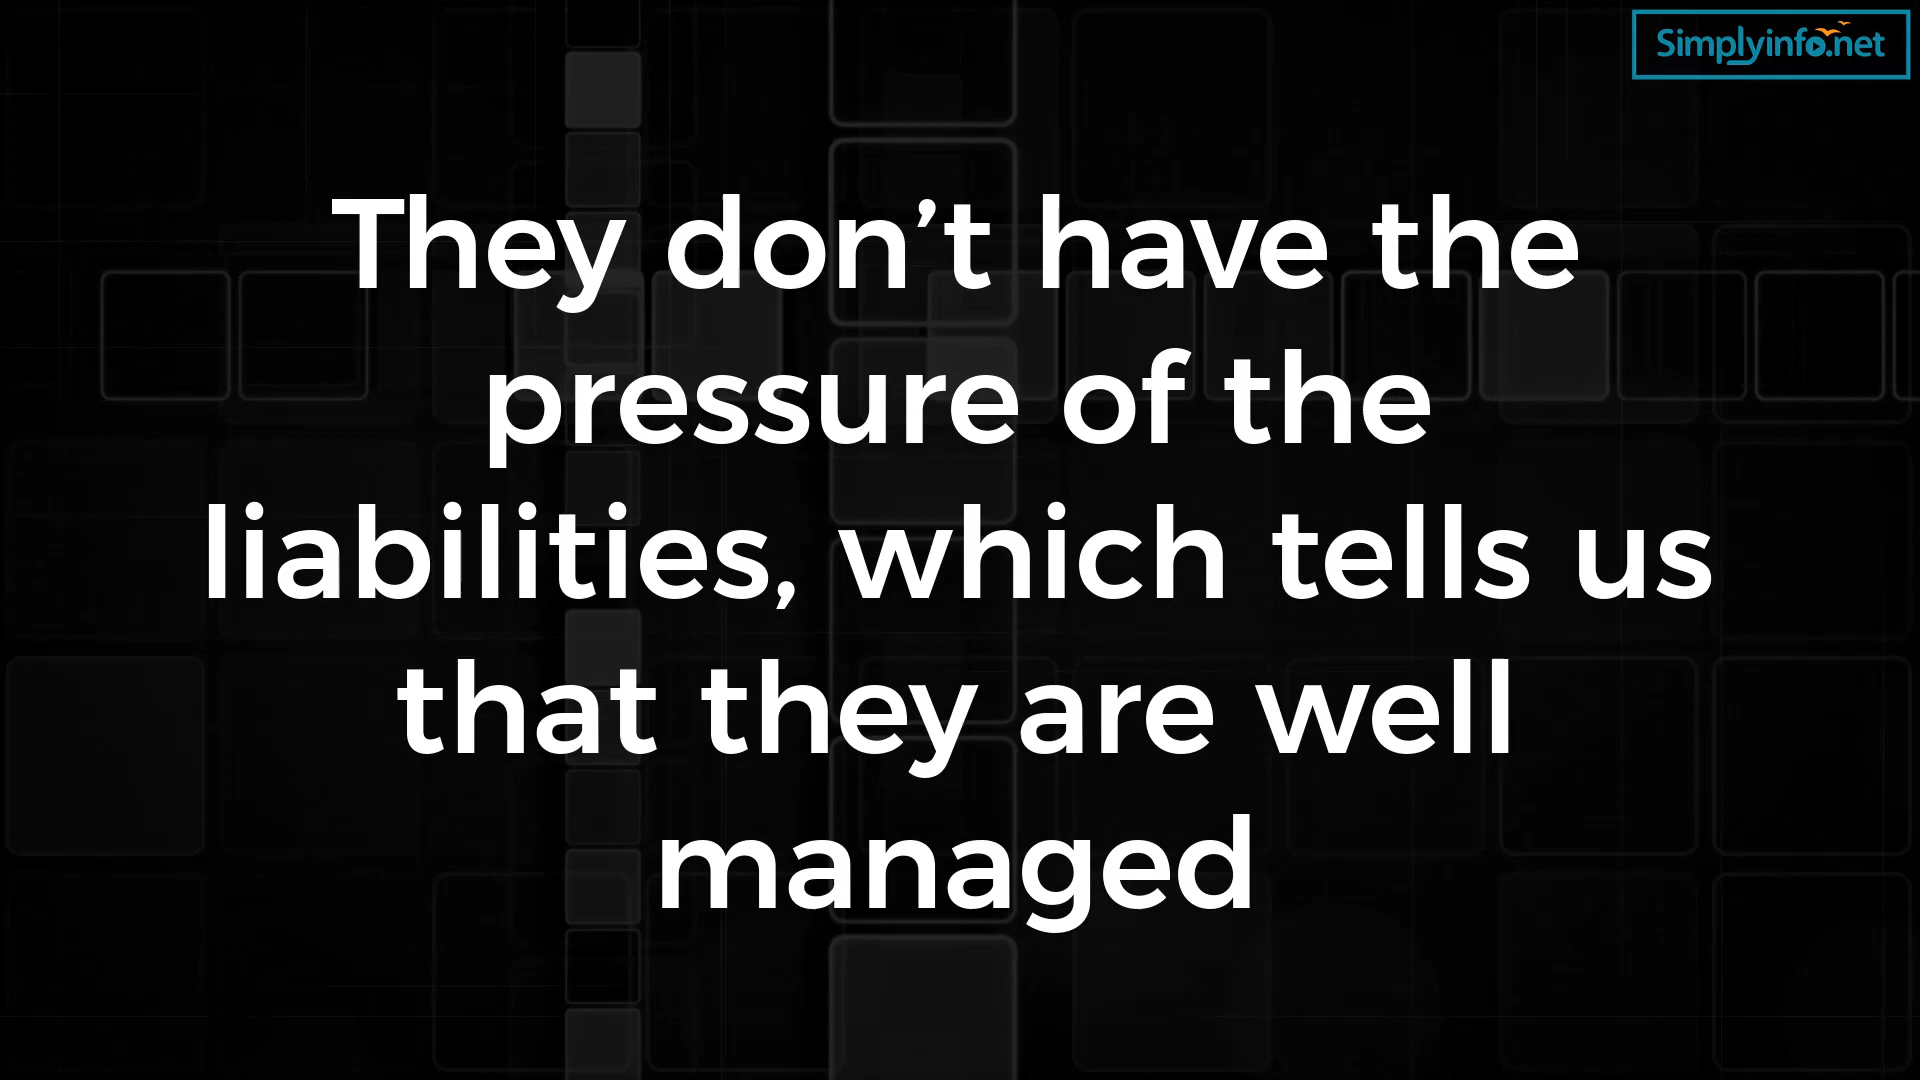 Simplyinfo.net
They don’t have the
pressure of the
liabilities, which tells us
that they are well
managed